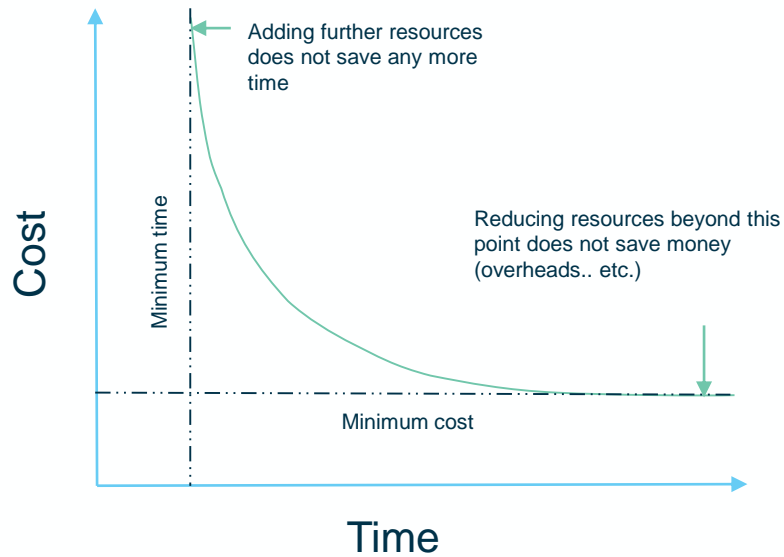 Adding further resources
does not save any more
time
Cost
Minimum time
Reducing resources beyond this
point does not save money
(overheads.. etc.)
Minimum cost
Time